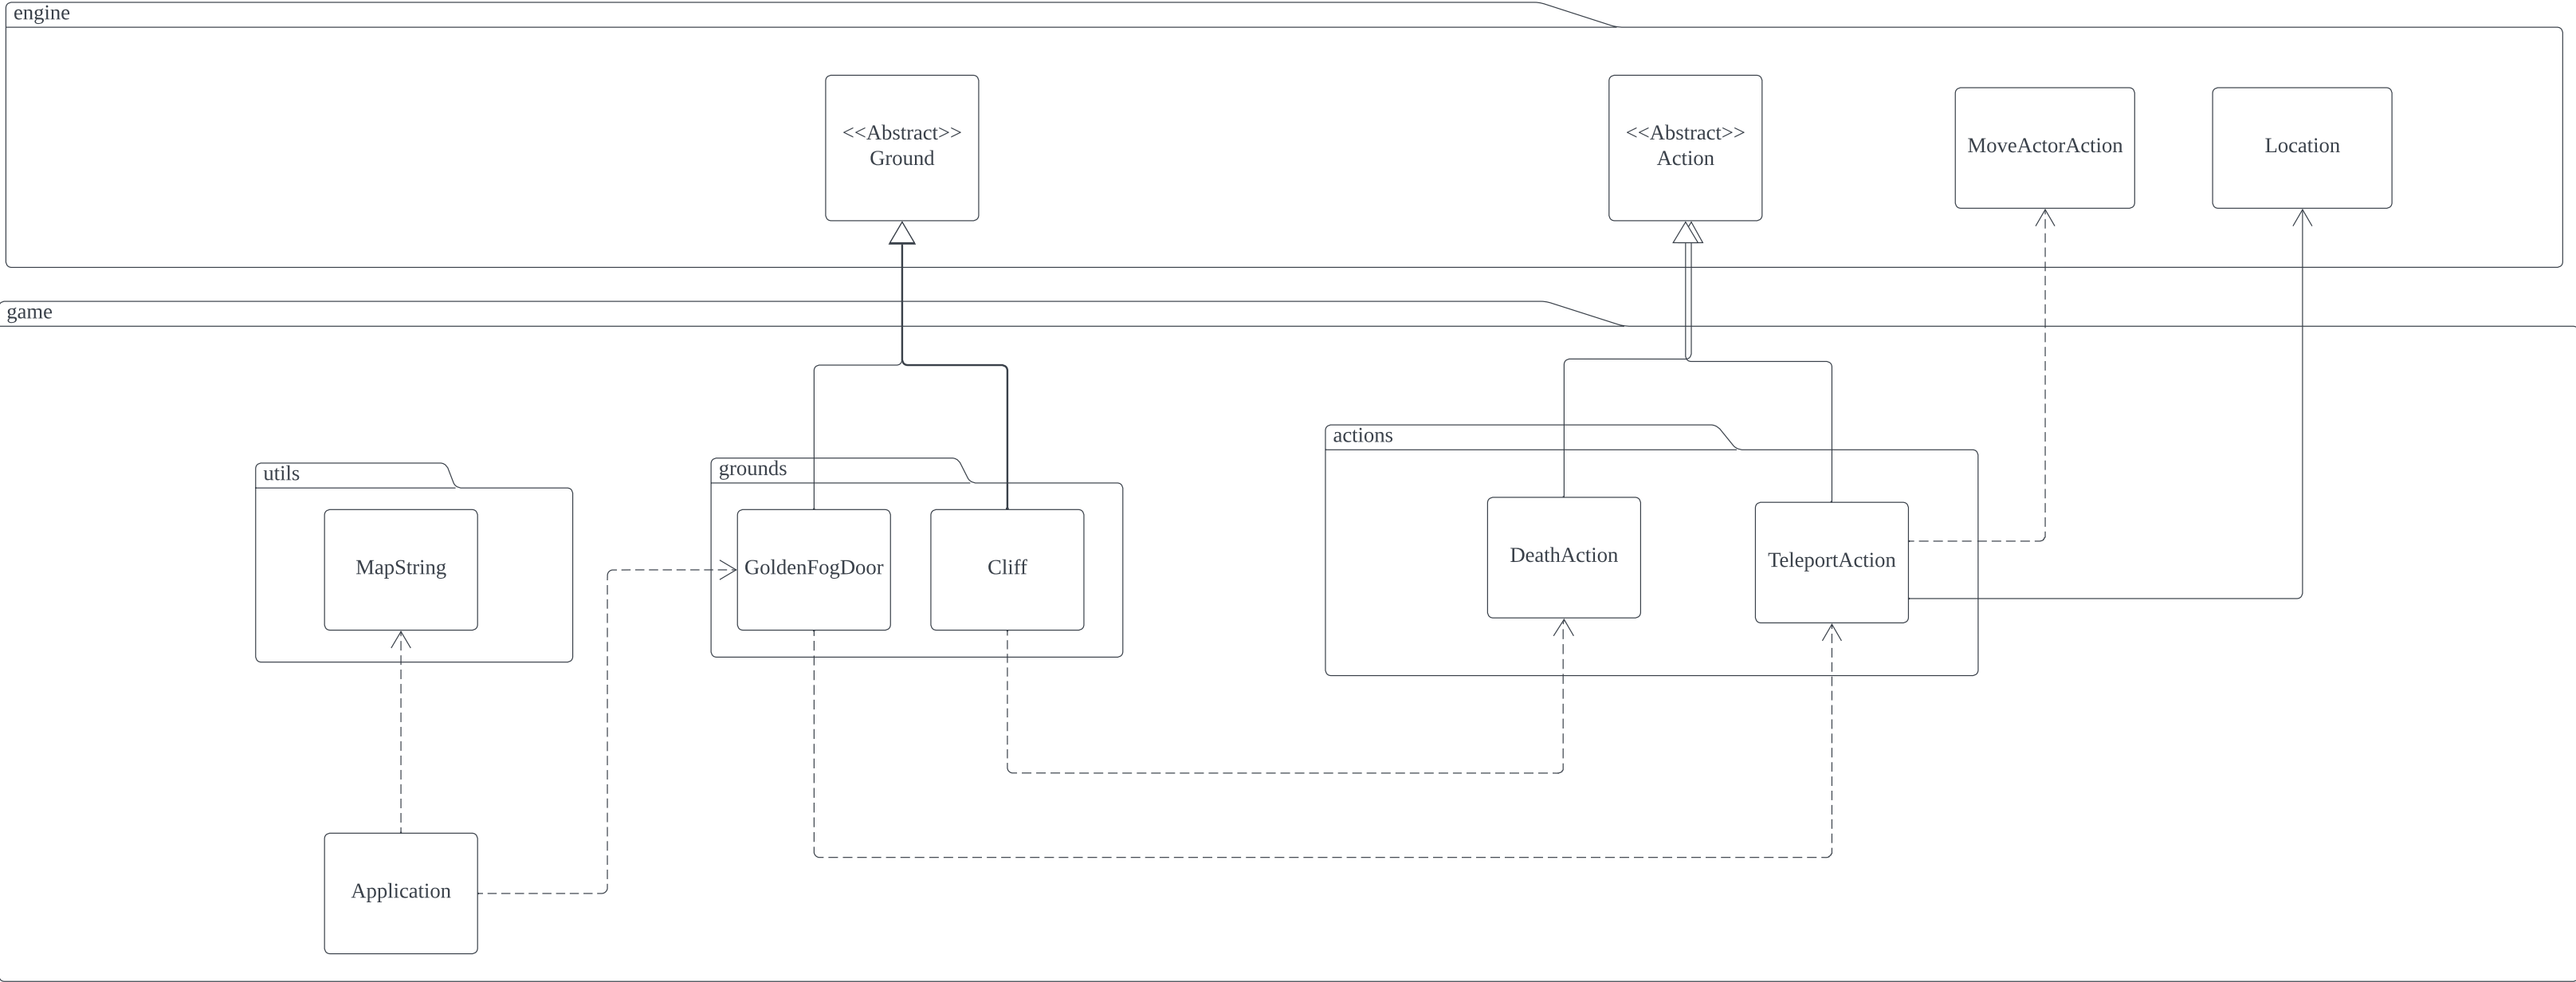 engine
<<Abstract>>
Ground
<<Abstract>>
Action
MoveActorAction
Location
game
actions
grounds
utils
MapString
GoldenFogDoor
Cliff
DeathAction
TeleportAction
Application